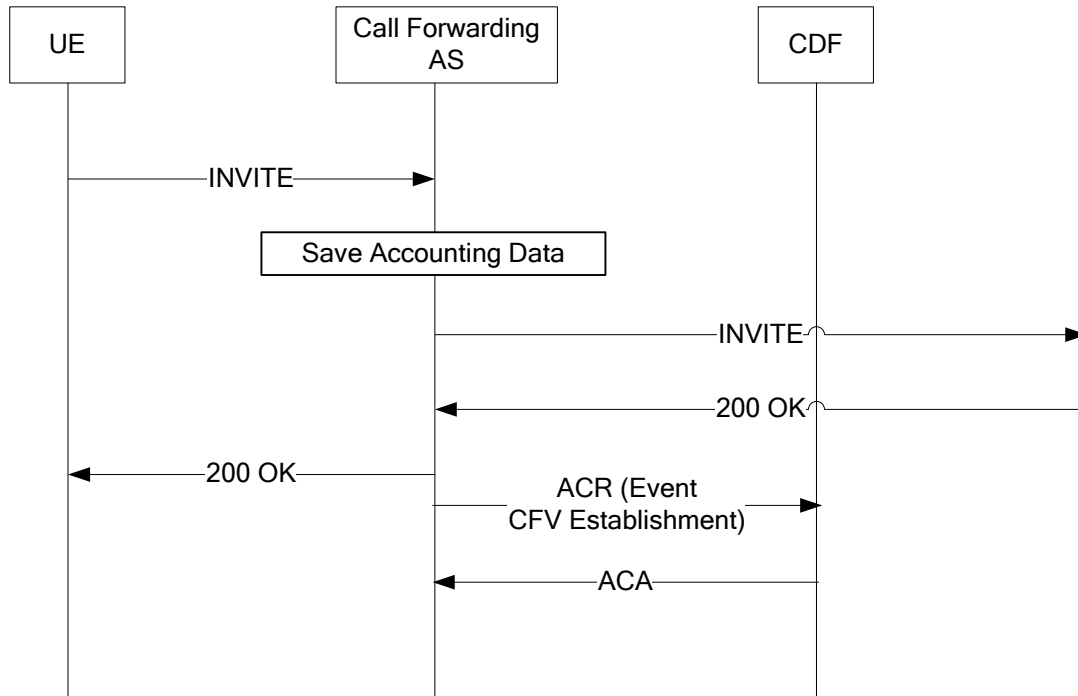 UE
Call Forwarding
AS
CDF
INVITE
Save Accounting Data
INVITE
200 OK
200 OK
ACR (Event
CFV Establishment)
ACA